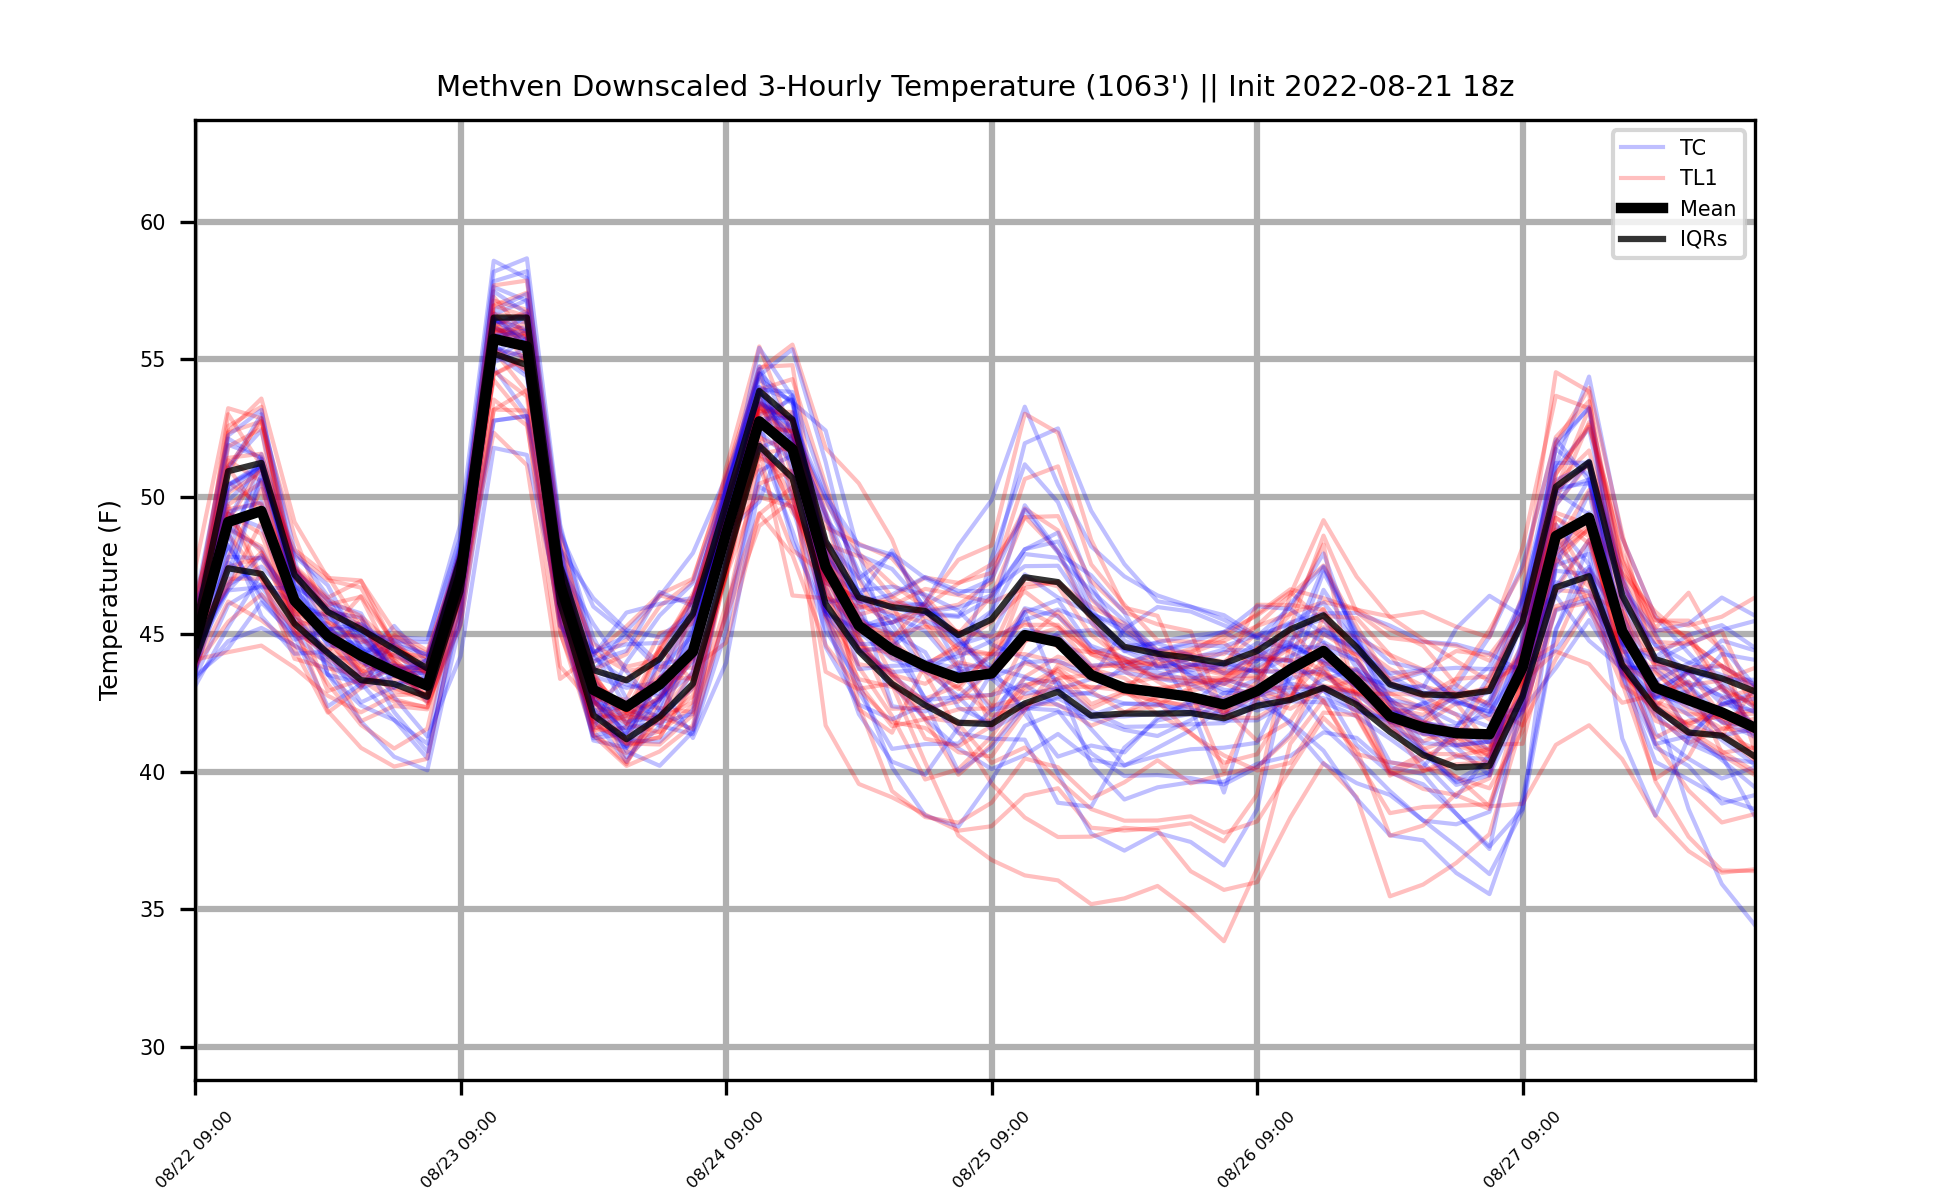 Methven Downscaled 3-Hourly Temperature (1063') || Init 2022-08-21 18z
TC
TL1
Mean
IQRs
Temperature (F)
60
55
50
45
40
35
30
08/22 09:00
08/23 09:00
08/24 09:00
08/25 09:00
08/26 09:00
08/27 09:00